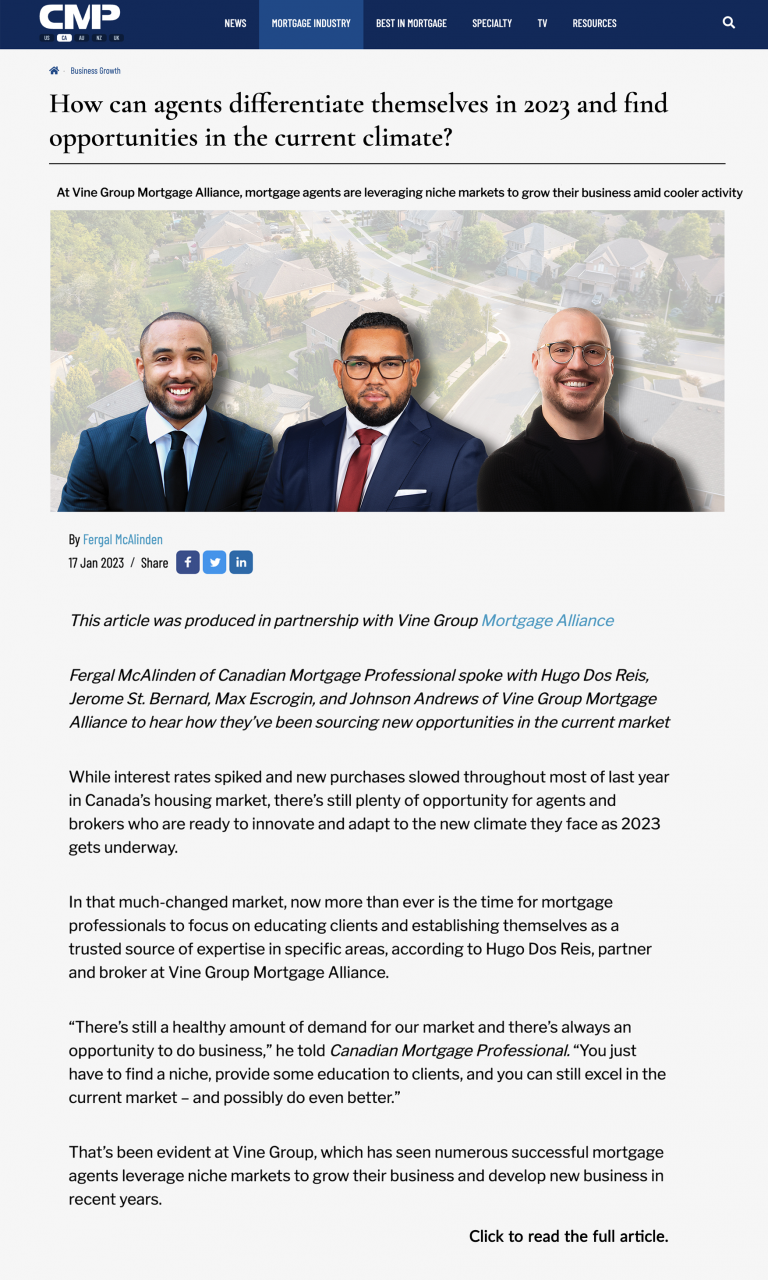 CMP
US CA AU NZ UK
NEWS MORTGAGE INDUSTRY BEST IN MORTGAGE SPECIALTY TV RESOURCES
Business Growth
How can agents differentiate themselves in 2023 and find
opportunities in the current climate?
At Vine Group Mortgage Alliance, mortgage agents are leveraging niche markets to grow their business amid cooler activity
By Fergal McAlinden
17 Jan 2023 / Share
This article was produced in partnership with Vine Group Mortgage Alliance
Fergal McAlinden of Canadian Mortgage Professional spoke with Hugo Dos Reis,
Jerome St. Bernard, Max Escrogin, and Johnson Andrews of Vine Group Mortgage
Alliance to hear how they’ve been sourcing new opportunities in the current market
While interest rates spiked and new purchases slowed throughout most of last year
in Canada’s housing market, there’s still plenty of opportunity for agents and
brokers who are ready to innovate and adapt to the new climate they face as 2023
gets underway.
In that much-changed market, now more than ever is the time for mortgage
professionals to focus on educating clients and establishing themselves as a
trusted source of expertise in specific areas, according to Hugo Dos Reis, partner
and broker at Vine Group Mortgage Alliance.
“There’s still a healthy amount of demand for our market and there’s always an
opportunity to do business,” he told Canadian Mortgage Professional. “You just
have to find a niche, provide some education to clients, and you can still excel in the
current market – and possibly do even better.”
That’s been evident at Vine Group, which has seen numerous successful mortgage
agents leverage niche markets to grow their business and develop new business in
recent years.
Click to read the full article.